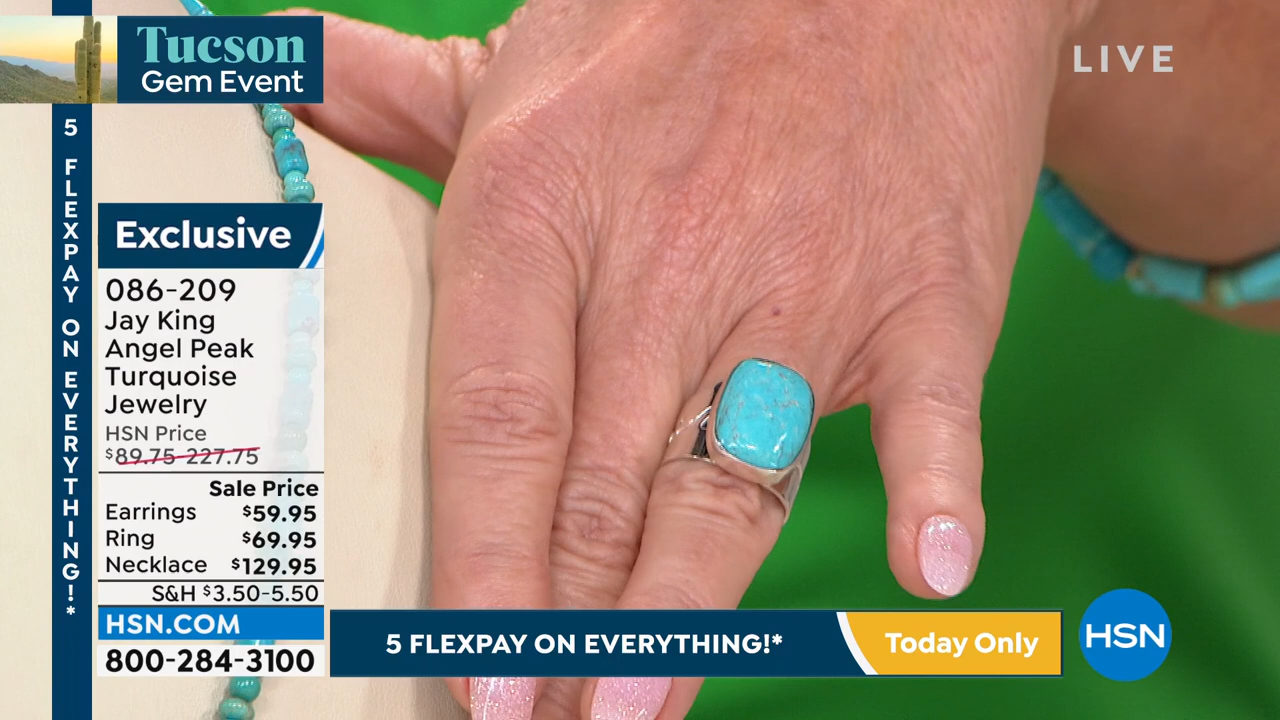 Tucson
Gem Event
LIVE
5 FLEXPAY ON EVERYTHING!*
Exclusive
086-209
Jay King
Angel Peak
Turquoise
Jewelry
HSN Price
$89.75-227.75
Sale Price
Earrings $59.95
Ring $69.95
Necklace $129.95
S&H $3.50-5.50
HSN.COM
800-284-3100
5 FLEXPAY ON EVERYTHING!*
Today Only
HSN